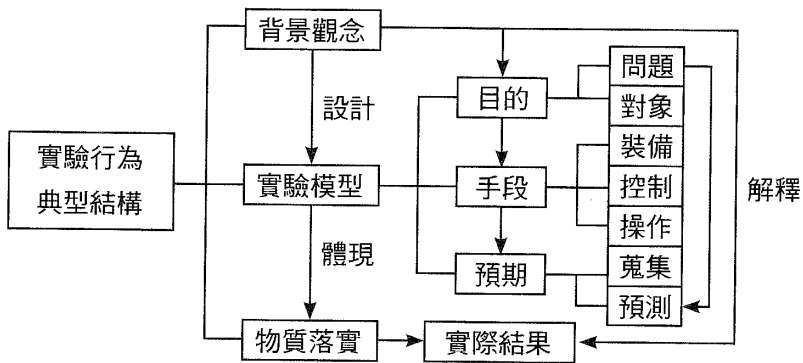 背景觀念
問題
目的
設計
對象
實驗行為
典型結構
裝備
實驗模型
手段
控制
解釋
操作
體現
預期
蒐集
預測
物質落實
實際結果